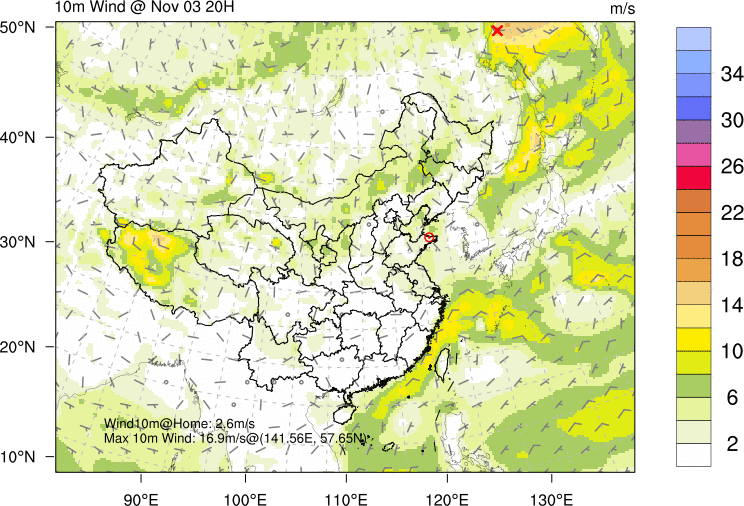 10m Wind @ Nov 03 20H
m/s
50°N
40°N
30°N
20°N
10°N
90°E
100°E
110°E
120°E
130°E
34
30
26
22
18
14
10
6
2
Wind10m@Home: 2.6m/s
Max 10m Wind: 16.9m/s@(141.56E, 57.65N)